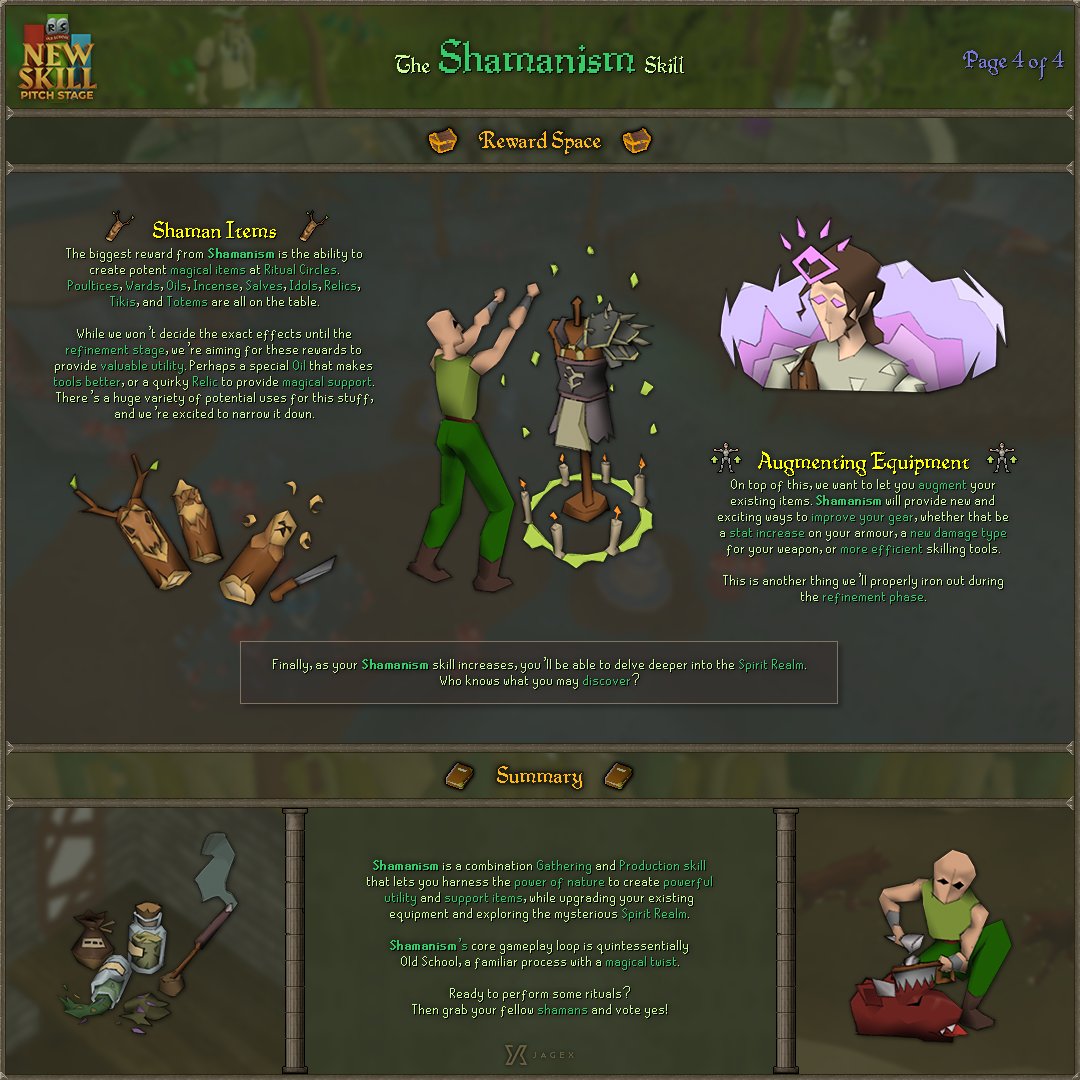 RS
OLD SCHOOL
NEW
SKILL
PITCH STAGE
The Shamanism Skill
Page 4 of 4
Reward Space
Shaman Items
The biggest reward from Shamanism is the ability to
create potent magical items at Ritual Circles.
Poultices, Wards, Oils, Incense, Salves, Idols, Relics,
Tikis, and Totems are all on the table.
While we won't decide the exact effects until the
refinement stage, we're aiming for these rewards to
provide valuable utility. Perhaps a special Oil that makes
tools better, or a quirky Relic to provide magical support.
There's a huge variety of potential uses for this stuff,
and we're excited to narrow it down.
Augmenting Equipment
On top of this, we want to let you augment your
existing items. Shamanism will provide new and
exciting ways to improve your gear, whether that be
a stat increase on your armour, a new damage type
for your weapon, or more efficient skilling tools.
This is another thing we'll properly iron out during
the refinement phase.
Finally, as your Shamanism skill increases, you'll be able to delve deeper into the Spirit Realm.
Who knows what you may discover?
Summary
Shamanism is a combination Gathering and Production skill
that lets you harness the power of nature to create powerful
utility and support items, while upgrading your existing
equipment and exploring the mysterious Spirit Realm.
Shamanism's core gameplay loop is quintessentially
Old School, a familiar process with a magical twist.
Ready to perform some rituals?
Then grab your fellow shamans and vote yes!
JAGEX